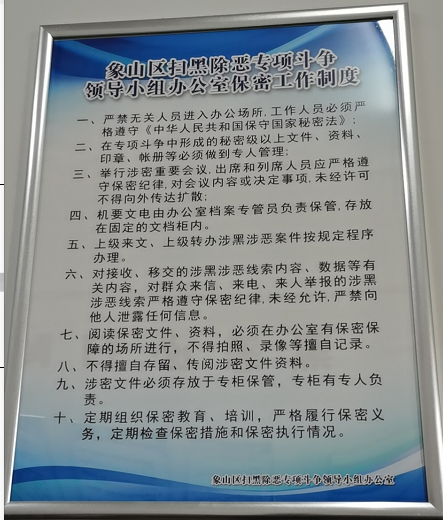 象山区扫黑除恶专项斗争
领导小组办公室保密工作制度
一、严禁无关人员进入办公场所,工作人员必须严
格遵守《中华人民共和国保守国家秘密法》;
二、在专项斗争中形成的秘密级以上文件、资料、
印章、帐册等必须做到专人管理;
三、举行涉密重要会议,出席和列席人员应严格遵
守保密纪律,对会议内容或决定事项,未经许可
不得向外传达扩散;
四、机要文电由办公室档案专管员负责保管,存放
在固定的文档柜内。
五、上级来文、上级转办涉黑涉恶案件按规定程序
办理。
六、对接收、移交的涉黑涉恶线索内容、数据等有
关内容,对群众来信、来电、来人举报的涉黑
涉恶线索严格遵守保密纪律,未经允许,严禁向
他人泄露任何信息。
七、阅读保密文件、资料,必须在办公室有保密保
障的场所进行,不得拍照、录像等擅自记录。
八、不得擅自存留、传阅涉密文件资料。
九、涉密文件必须存放于专柜保管,专柜有专人负
责。
十、定期组织保密教育、培训,严格履行保密义
务,定期检查保密措施和保密执行情况。
象山区扫黑除恶专项斗争领导小组办公室